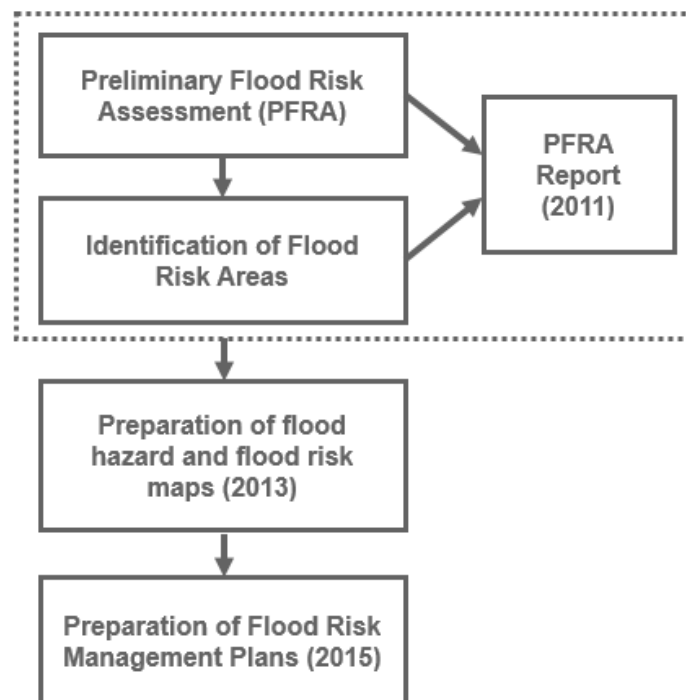 Preliminary Flood Risk
Assessment (PFRA)
PFRA
Report
(2011)
Identification of Flood
Risk Areas
Preparation of flood
hazard and flood risk
maps (2013)
Preparation of Flood Risk
Management Plans (2015)